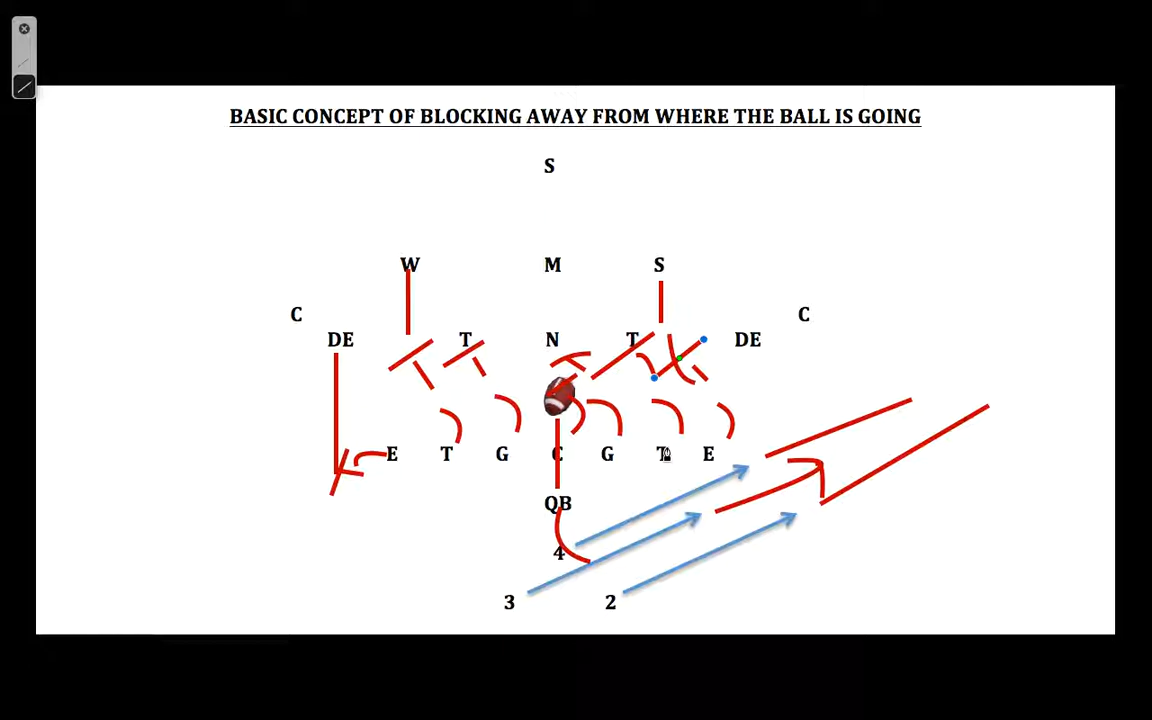 BASIC CONCEPT OF BLOCKING AWAY FROM WHERE THE BALL IS GOING
S
W M S
C C
DE T N T DE
E T G C G T E
QB
4
3 2